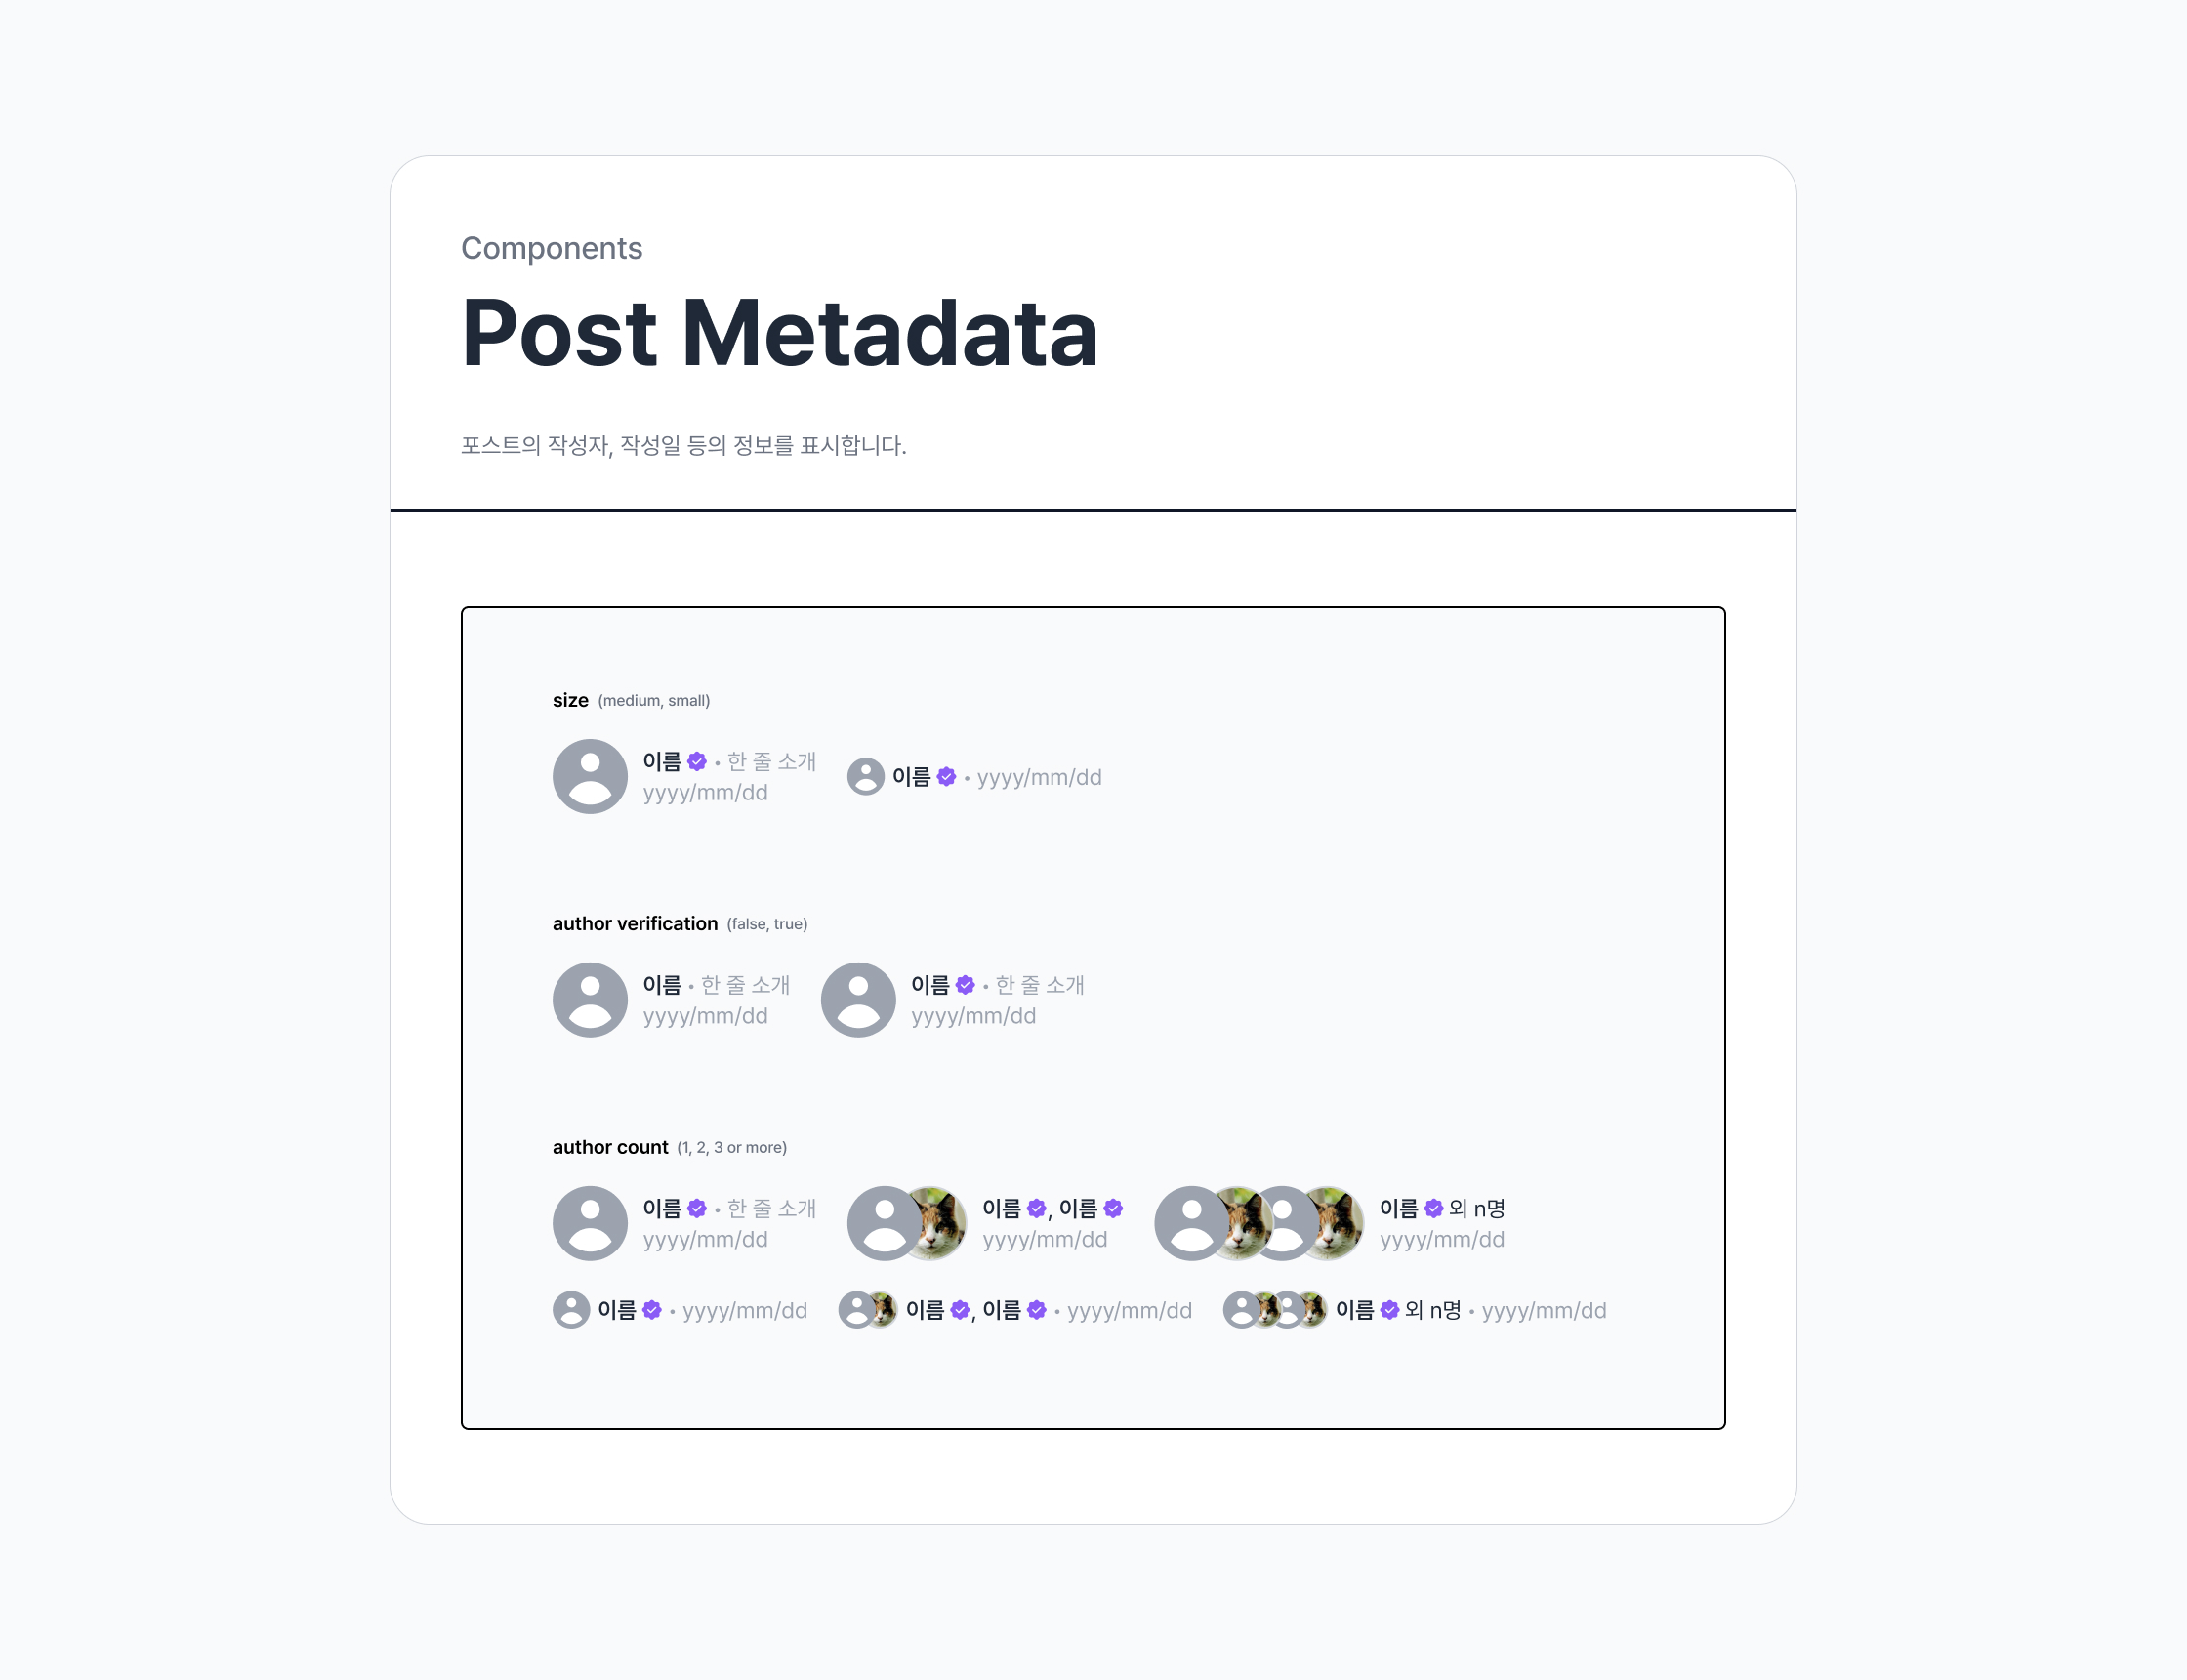 Components
Post Metadata
포스트의 작성자, 작성일 등의 정보를 표시합니다.
size (medium, small)
이름 • 한 줄 소개
yyyy/mm/dd
이름 • yyyy/mm/dd
author verification (false, true)
이름 • 한 줄 소개
yyyy/mm/dd
이름 • 한 줄 소개
yyyy/mm/dd
author count (1, 2, 3 or more)
이름 • 한 줄 소개
yyyy/mm/dd
이름, 이름
yyyy/mm/dd
이름 외 n명
yyyy/mm/dd
이름 • yyyy/mm/dd
이름, 이름 • yyyy/mm/dd
이름 외 n명 • yyyy/mm/dd